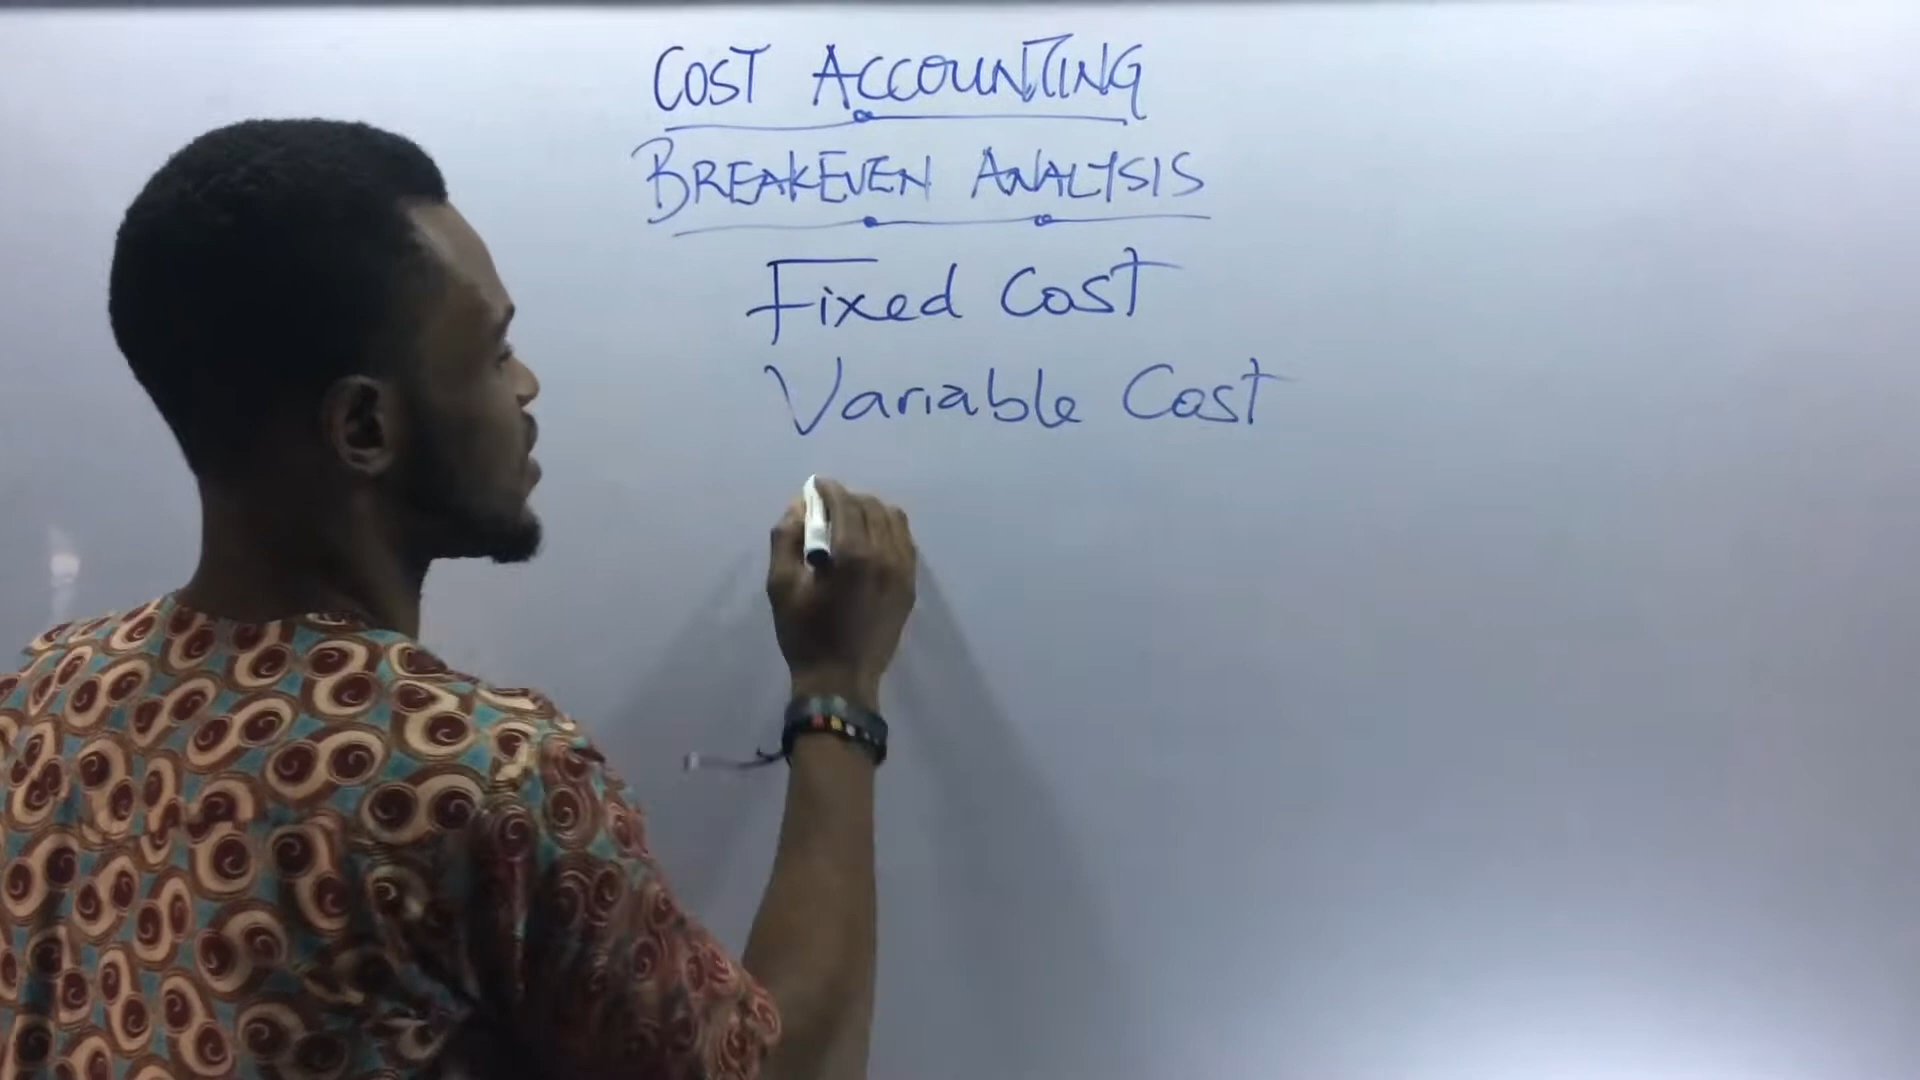 COST ACCOUNTING
BREAKEVEN ANALYSIS
Fixed Cost
Variable Cost